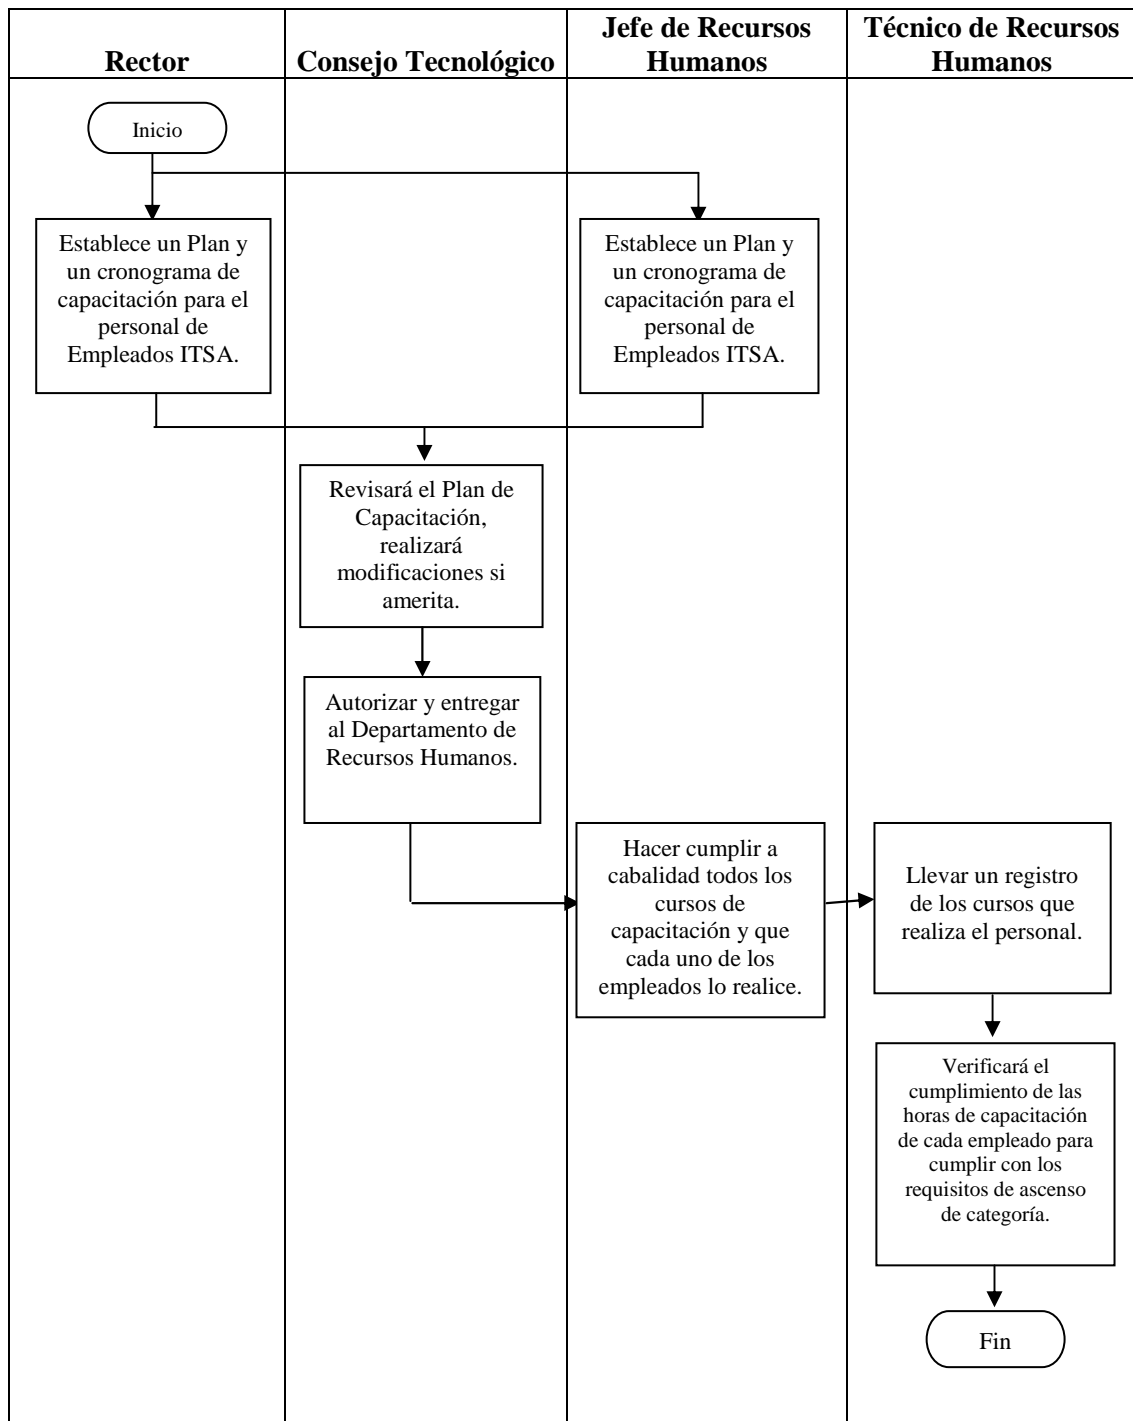 Rector
Consejo Tecnológico
Jefe de Recursos
Humanos
Técnico de Recursos
Humanos
Inicio
Establece un Plan y
un cronograma de
capacitación para el
personal de
Empleados ITSA.
Establece un Plan y
un cronograma de
capacitación para el
personal de
Empleados ITSA.
Revisará el Plan de
Capacitación,
realizará
modificaciones si
amerita.
Autorizar y entregar
al Departamento de
Recursos Humanos.
Hacer cumplir a
cabalidad todos los
cursos de
capacitación y que
cada uno de los
empleados lo realice.
Llevar un registro
de los cursos que
realiza el personal.
Verificará el
cumplimiento de las
horas de capacitación
de cada empleado para
cumplir con los
requisitos de ascenso
de categoría.
Fin